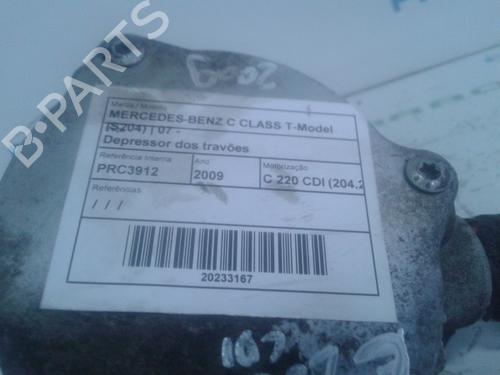 B-PARTS
2009
Marca / Modelo
MERCEDES-BENZ C CLASS T-Model
(S204) | 07 -
Depressor dos travões
Referência Interna
Ano
Motorização
PRC3912
2009
C 220 CDI (204.2
Referências
/ / /
20233167